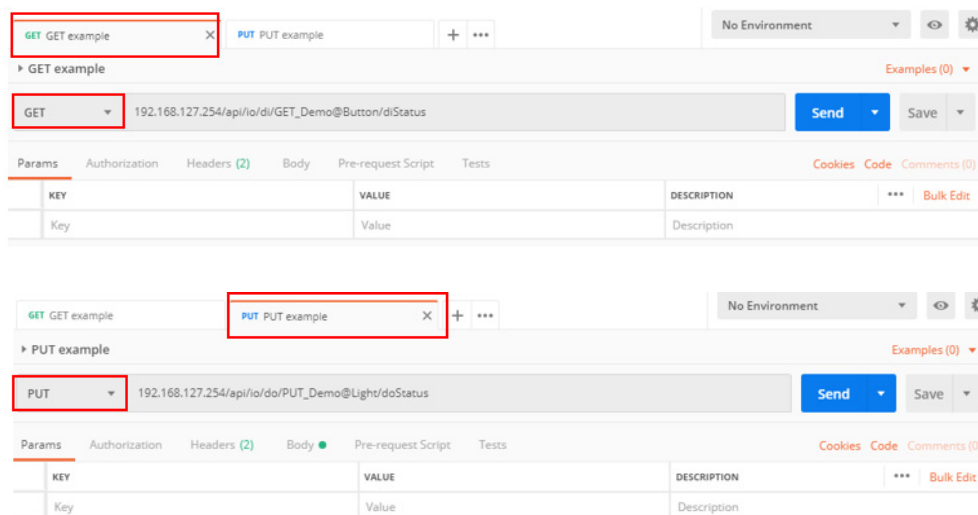 GET GET example PUT PUT example No Environment
GET example Examples (0)
GET 192.168.127.254/api/io/di/GET_Demo@Button/diStatus Send Save
Params Authorization Headers (2) Body Pre-request Script Tests Cookies Code Comments (0)
KEY VALUE DESCRIPTION Bulk Edit
Key Value Description
GET GET example PUT PUT example No Environment
PUT example Examples (0)
PUT 192.168.127.254/api/io/do/PUT_Demo@Light/doStatus Send Save
Params Authorization Headers (2) Body Pre-request Script Tests Cookies Code Comments (0
KEY VALUE DESCRIPTION Bulk Edit
Key Value Description